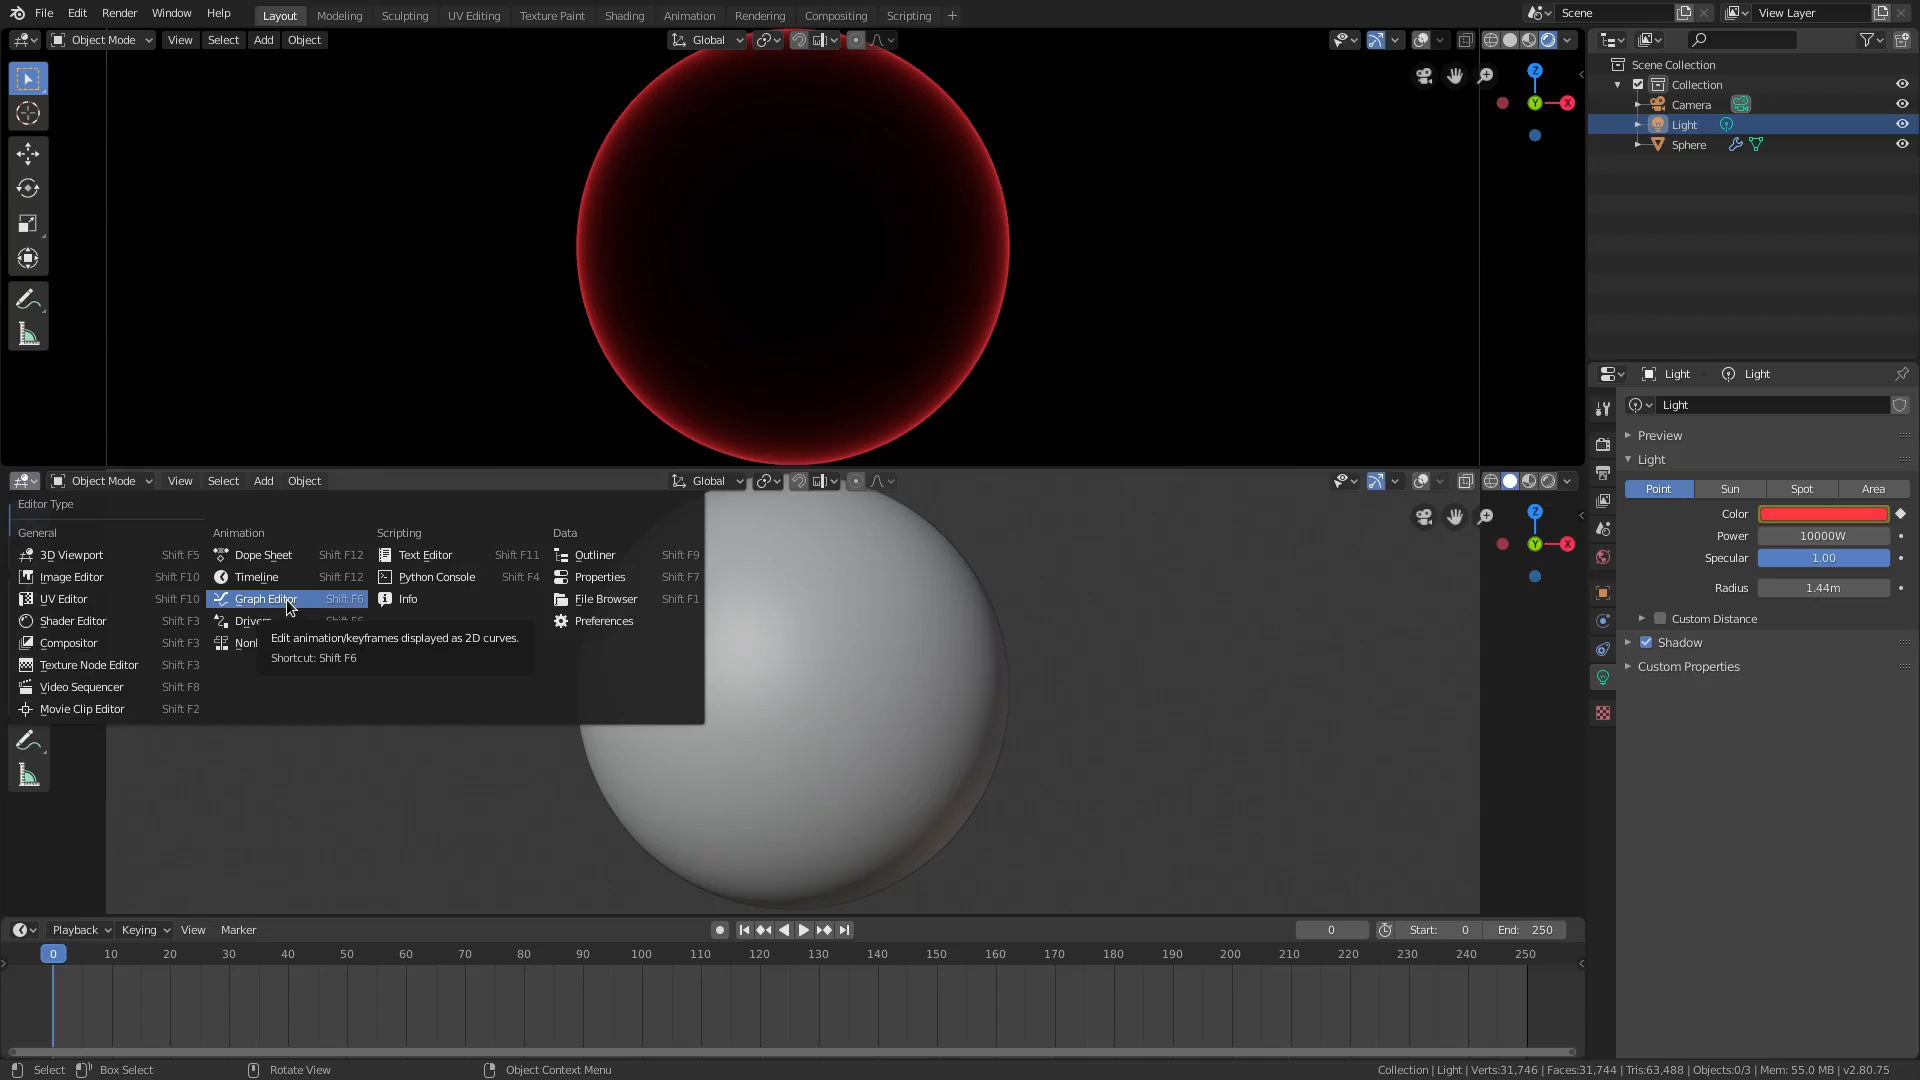 File Edit Render Window Help Layout Modeling Sculpting UV Editing Texture Paint Shading Animation Rendering Compositing Scripting + Scene View Layer
Object Mode View Select Add Object Global
Z
Y X
Scene Collection
Collection
Camera
Light
Sphere
Light Light
Light
Preview
Light
Point Sun Spot Area
Color
Power 10000W
Specular 1.00
Radius 1.44m
Custom Distance
Shadow
Custom Properties
Object Mode View Select Add Object Global
Z
Y X
Editor Type
General Animation Scripting Data
3D Viewport Shift F5 Dope Sheet Shift F12 Text Editor Shift F11 Outliner Shift F9
Image Editor Shift F10 Timeline Shift F12 Python Console Shift F4 Properties Shift F7
UV Editor Shift F10 Graph Editor Shift F6 Info File Browser Shift F1
Shader Editor Shift F3 Drivers Shift F6 Preferences
Compositor Shift F3 Nonl
Texture Node Editor Shift F3
Video Sequencer Shift F8
Movie Clip Editor Shift F2
Edit animation/keyframes displayed as 2D curves.
Shortcut: Shift F6
Playback Keying View Marker 0 Start: 0 End: 250
0 10 20 30 40 50 60 70 80 90 100 110 120 130 140 150 160 170 180 190 200 210 220 230 240 250
Select Box Select Rotate View Object Context Menu Collection | Light | Verts:31,746 | Faces:31,744 | Tris:63,488 | Objects:0/3 | Mem: 55.0 MB | v2.80.75